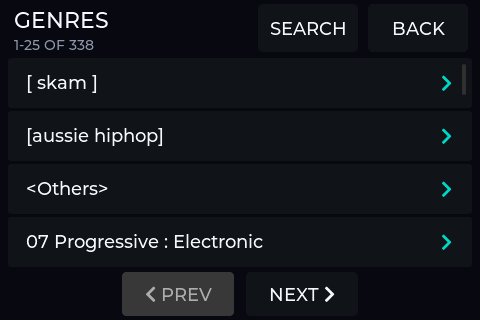 GENRES
1-25 OF 338
SEARCH
BACK
[ skam ]
[aussie hiphop]
<Others>
07 Progressive : Electronic
PREV
NEXT